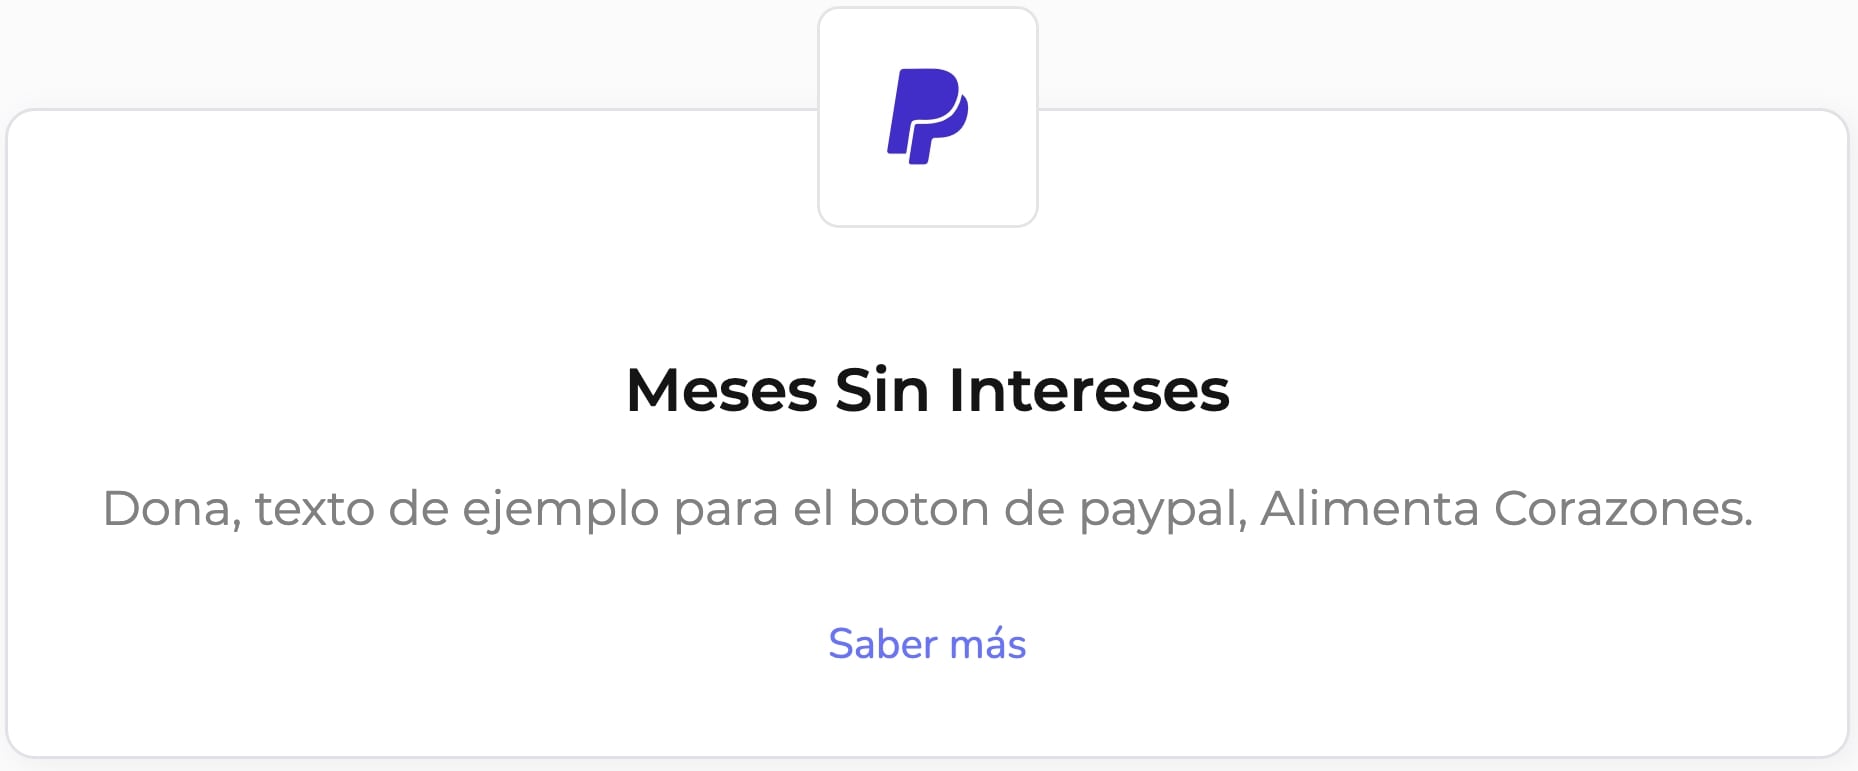 Meses Sin Intereses
Dona, texto de ejemplo para el boton de paypal, Alimenta Corazones.
Saber más